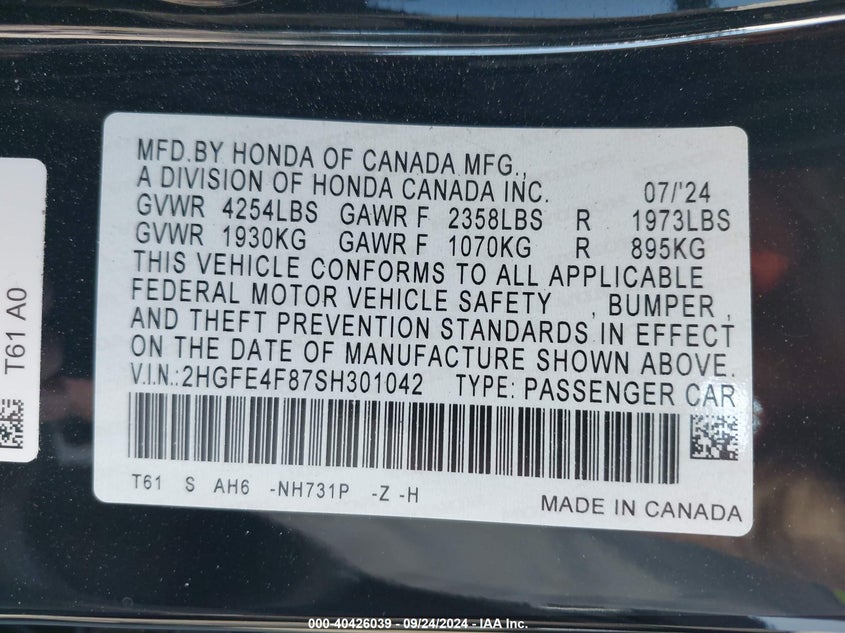 MFD.BY HONDA OF CANADA MFG.,
A DIVISION OF HONDA CANADA INC. 07/'24
GVWR 4254LBS GAWR F 2358LBS R 1973LBS
GVWR 1930KG GAWR F 1070KG R 895KG
THIS VEHICLE CONFORMS TO ALL APPLICABLE
FEDERAL MOTOR VEHICLE SAFETY , BUMPER ,
AND THEFT PREVENTION STANDARDS IN EFFECT
ON THE DATE OF MANUFACTURE SHOWN ABOVE.
V.I.N.:2HGFE4F87SH301042 TYPE: PASSENGER CAR
T61 S AH6 -NH731P -Z -H
MADE IN CANADA
T61 A0
000-40426039 - 09/24/2024 - IAA Inc.